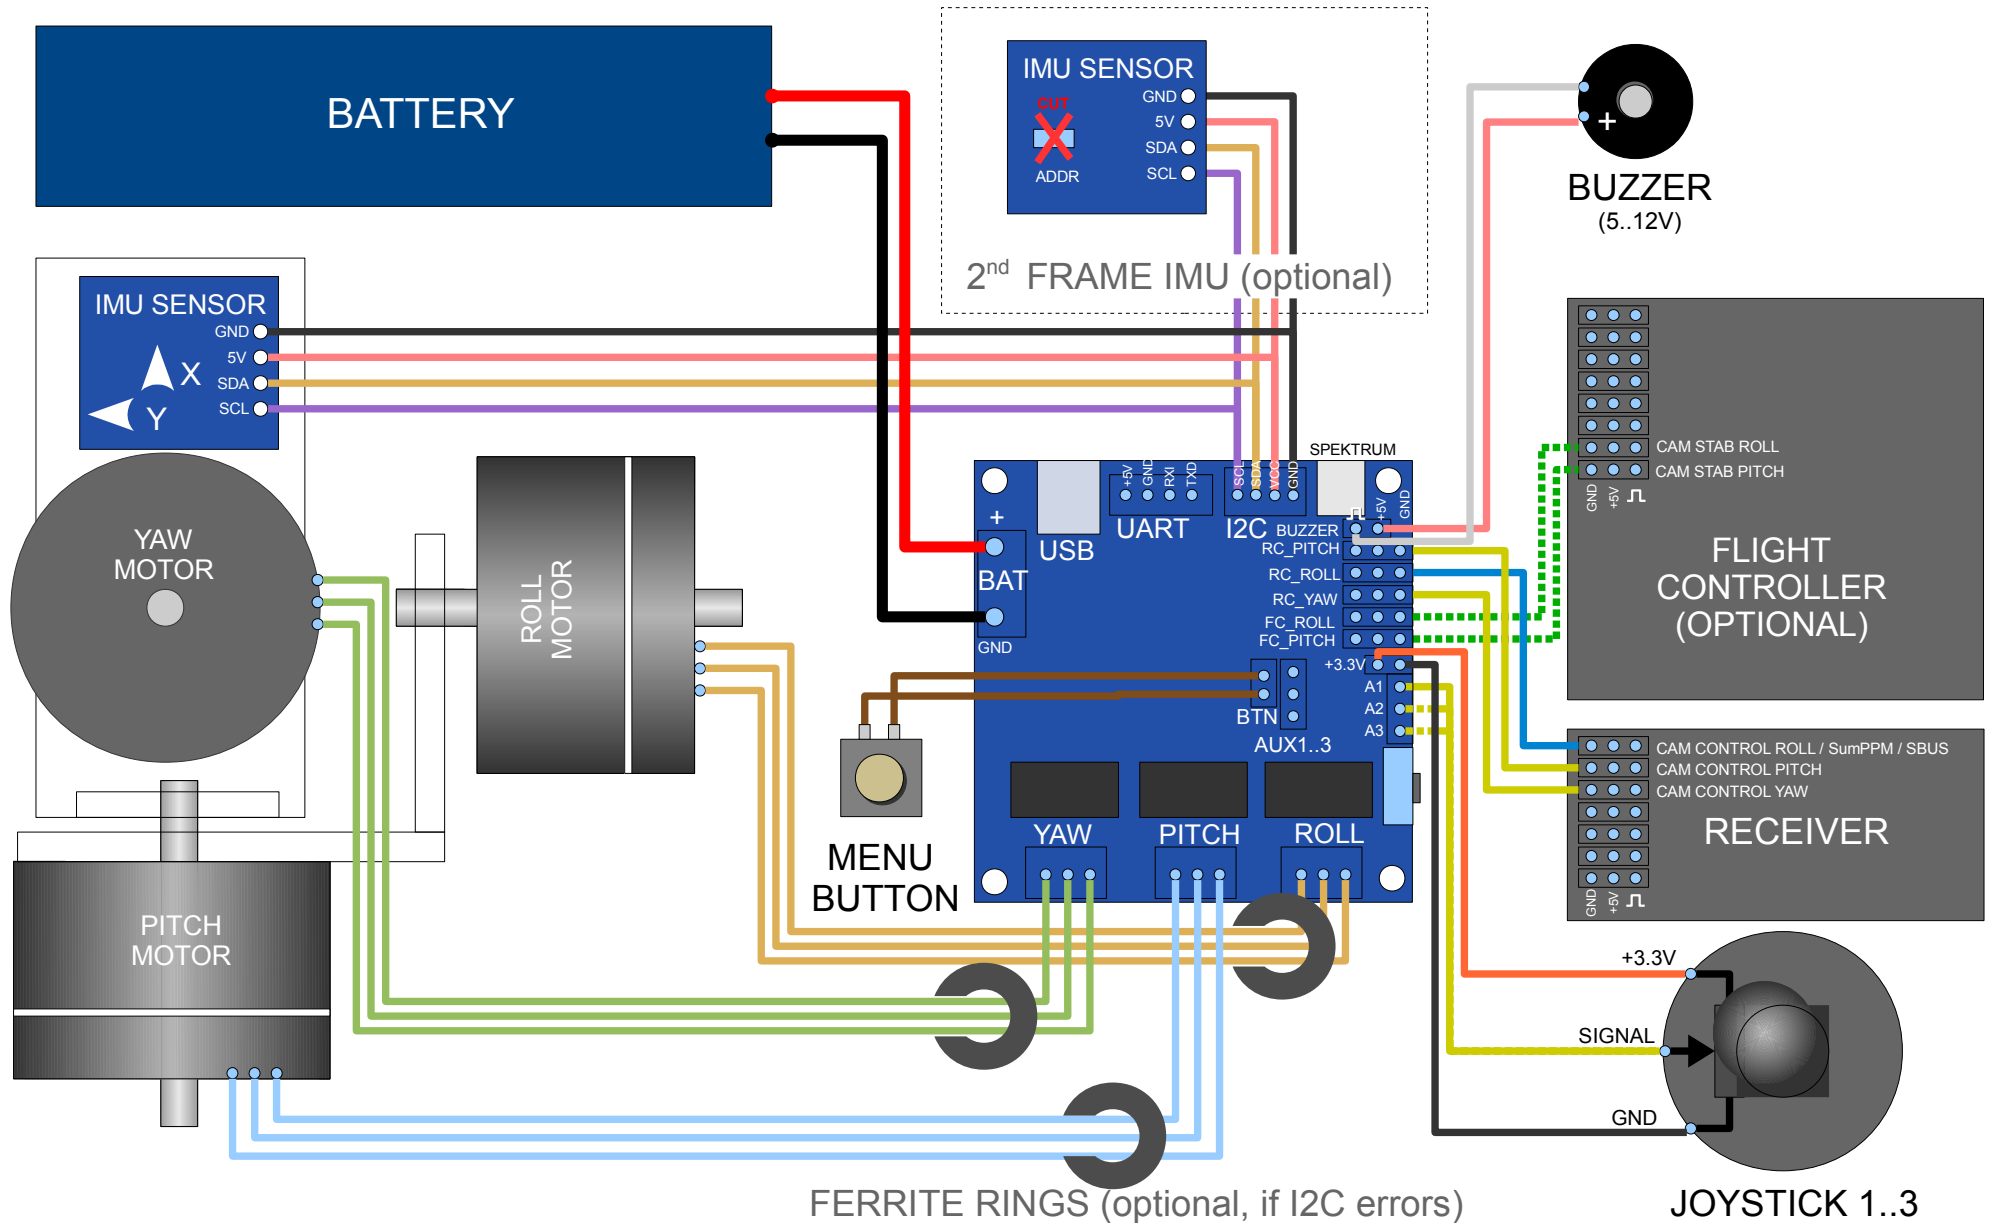 BATTERY
IMU SENSOR
CUT
ADDR
GND
5V
SDA
SCL
2nd FRAME IMU (optional)
+
BUZZER
(5..12V)
IMU SENSOR
GND
5V
SDA
SCL
X
Y
YAW
MOTOR
ROLL
MOTOR
PITCH
MOTOR
SPEKTRUM
+
BAT
GND
USB
+5V
GND
RXI
TXD
UART
SCL
SDA
VCC
GND
I2C
+5V
GND
BUZZER
RC_PITCH
RC_ROLL
RC_YAW
FC_ROLL
FC_PITCH
+3.3V
A1
A2
A3
BTN
AUX1..3
YAW
PITCH
ROLL
MENU
BUTTON
CAM STAB ROLL
CAM STAB PITCH
GND
+5V
FLIGHT
CONTROLLER
(OPTIONAL)
CAM CONTROL ROLL / SumPPM / SBUS
CAM CONTROL PITCH
CAM CONTROL YAW
RECEIVER
GND
+5V
+3.3V
SIGNAL
GND
JOYSTICK 1..3
FERRITE RINGS (optional, if I2C errors)